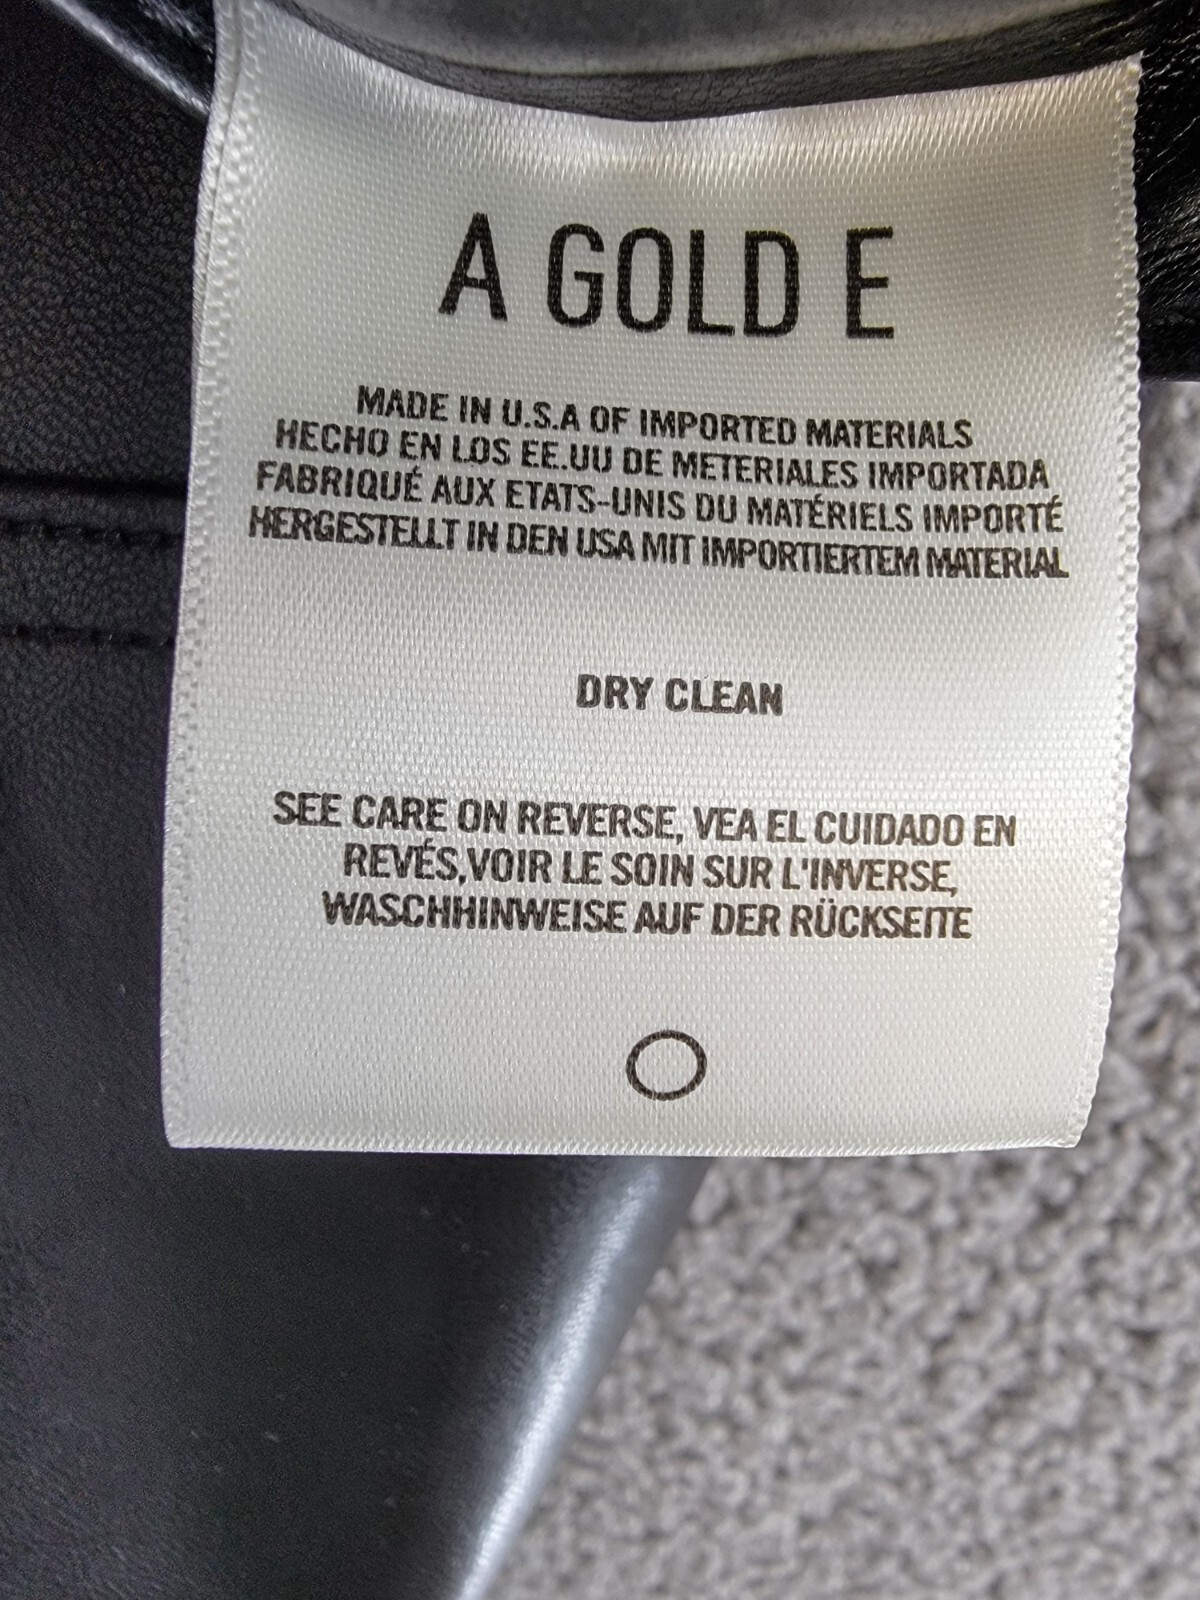 A GOLD E
MADE IN U.S.A OF IMPORTED MATERIALS
HECHO EN LOS EE.UU DE METERIALES IMPORTADA
FABRIQUÉ AUX ETATS-UNIS DU MATÉRIELS IMPORTÉ
HERGESTELLT IN DEN USA MIT IMPORTIERTEM MATERIAL
DRY CLEAN
SEE CARE ON REVERSE, VEA EL CUIDADO EN
REVÉS,VOIR LE SOIN SUR L'INVERSE,
WASCHHINWEISE AUF DER RÜCKSEITE